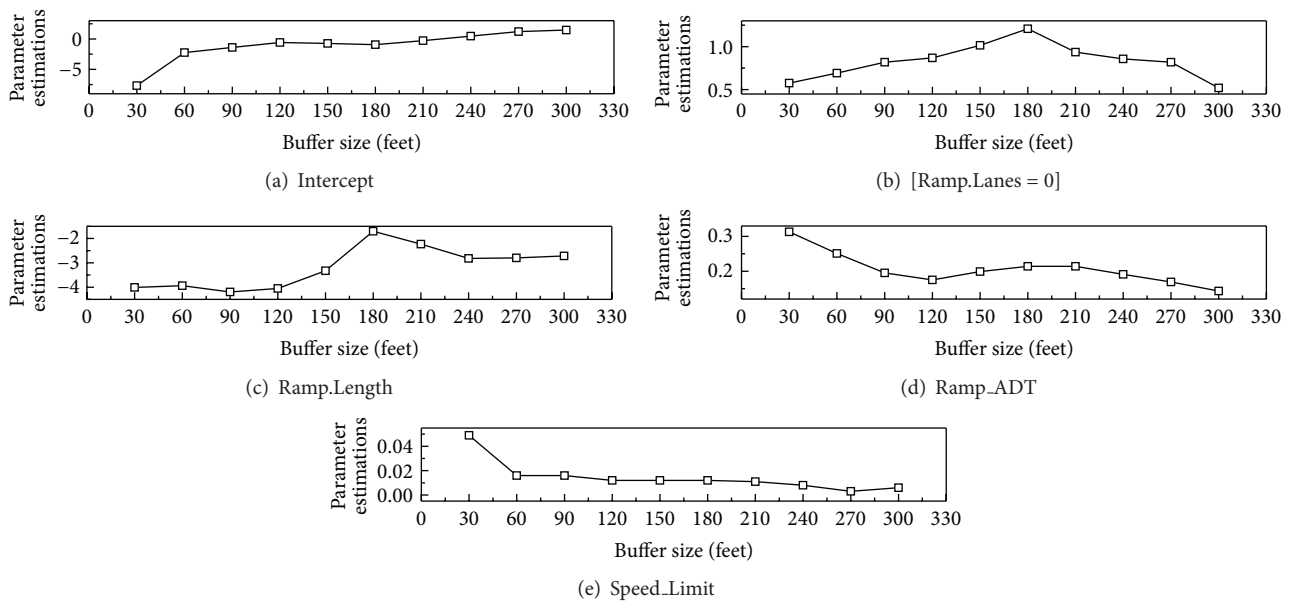 Parameter
estimations
0
−5
0 30 60 90 120 150 180 210 240 270 300 330
Buffer size (feet)
(a) Intercept
Parameter
estimations
1.0
0.5
0 30 60 90 120 150 180 210 240 270 300 330
Buffer size (feet)
(b) [Ramp.Lanes = 0]
Parameter
estimations
−2
−3
−4
0 30 60 90 120 150 180 210 240 270 300 330
Buffer size (feet)
(c) Ramp.Length
Parameter
estimations
0.3
0.2
0 30 60 90 120 150 180 210 240 270 300 330
Buffer size (feet)
(d) Ramp_ADT
Parameter
estimations
0.04
0.02
0.00
0 30 60 90 120 150 180 210 240 270 300 330
Buffer size (feet)
(e) Speed_Limit